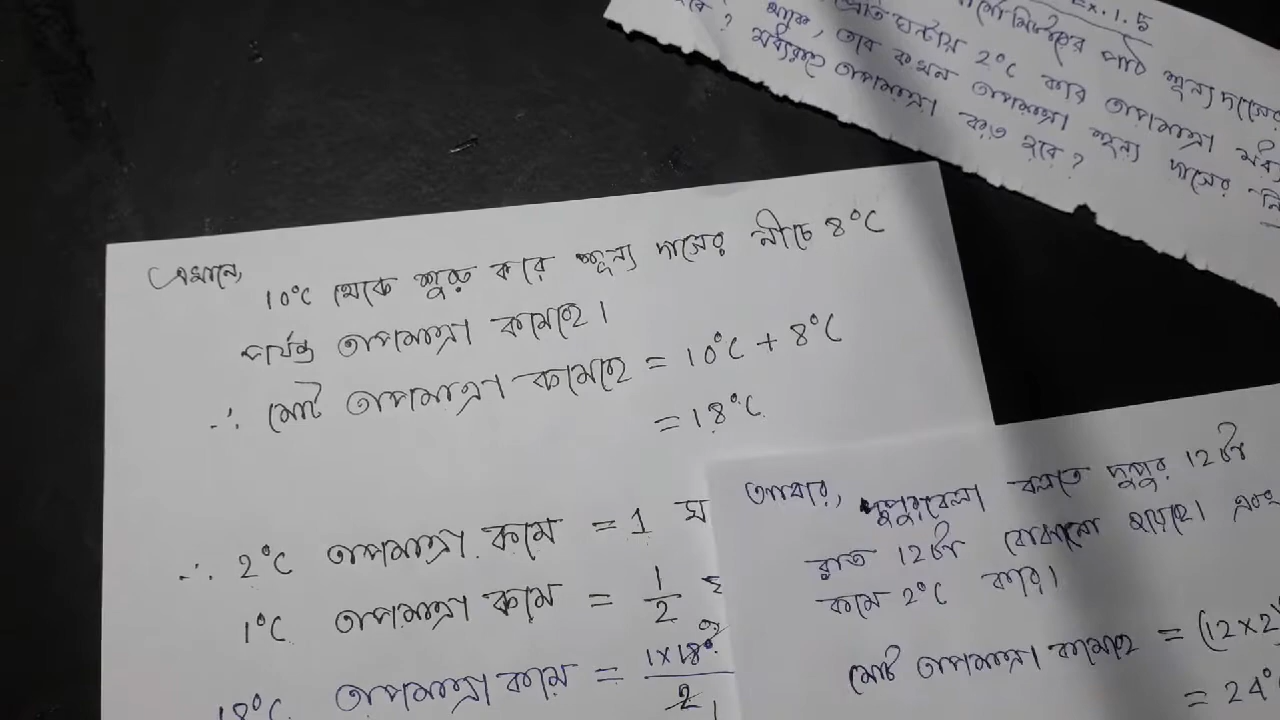 Ex. 1.5
র্মোমিটারের পাঠ শূন্য দাগের
প্রতি ঘন্টায় 2°C করে তাপমাত্রা
থাকে, তবে কখন তাপমাত্রা শূন্য দাগের
? মধ্যরাতে তাপমাত্রা কত হবে ?
এখানে,
10°C থেকে শুরু করে শূন্য দাগের নীচে 8°C
পর্যন্ত তাপমাত্রা কমেছে।
∴ মোট তাপমাত্রা কমেছে = 10°C + 8°C
= 18°C
∴ 2°C তাপমাত্রা কমে = 1 ঘ
1°C তাপমাত্রা কমে = 1/2
18°C তাপমাত্রা কমে = 1×18/2
আবার, দুপুরবেলা বলতে দুপুর 12টা
রাত 12টা বোঝানো হয়েছে। এবং
কমে 2°C করে।
মোট তাপমাত্রা কমেছে = (12×2)
= 24°